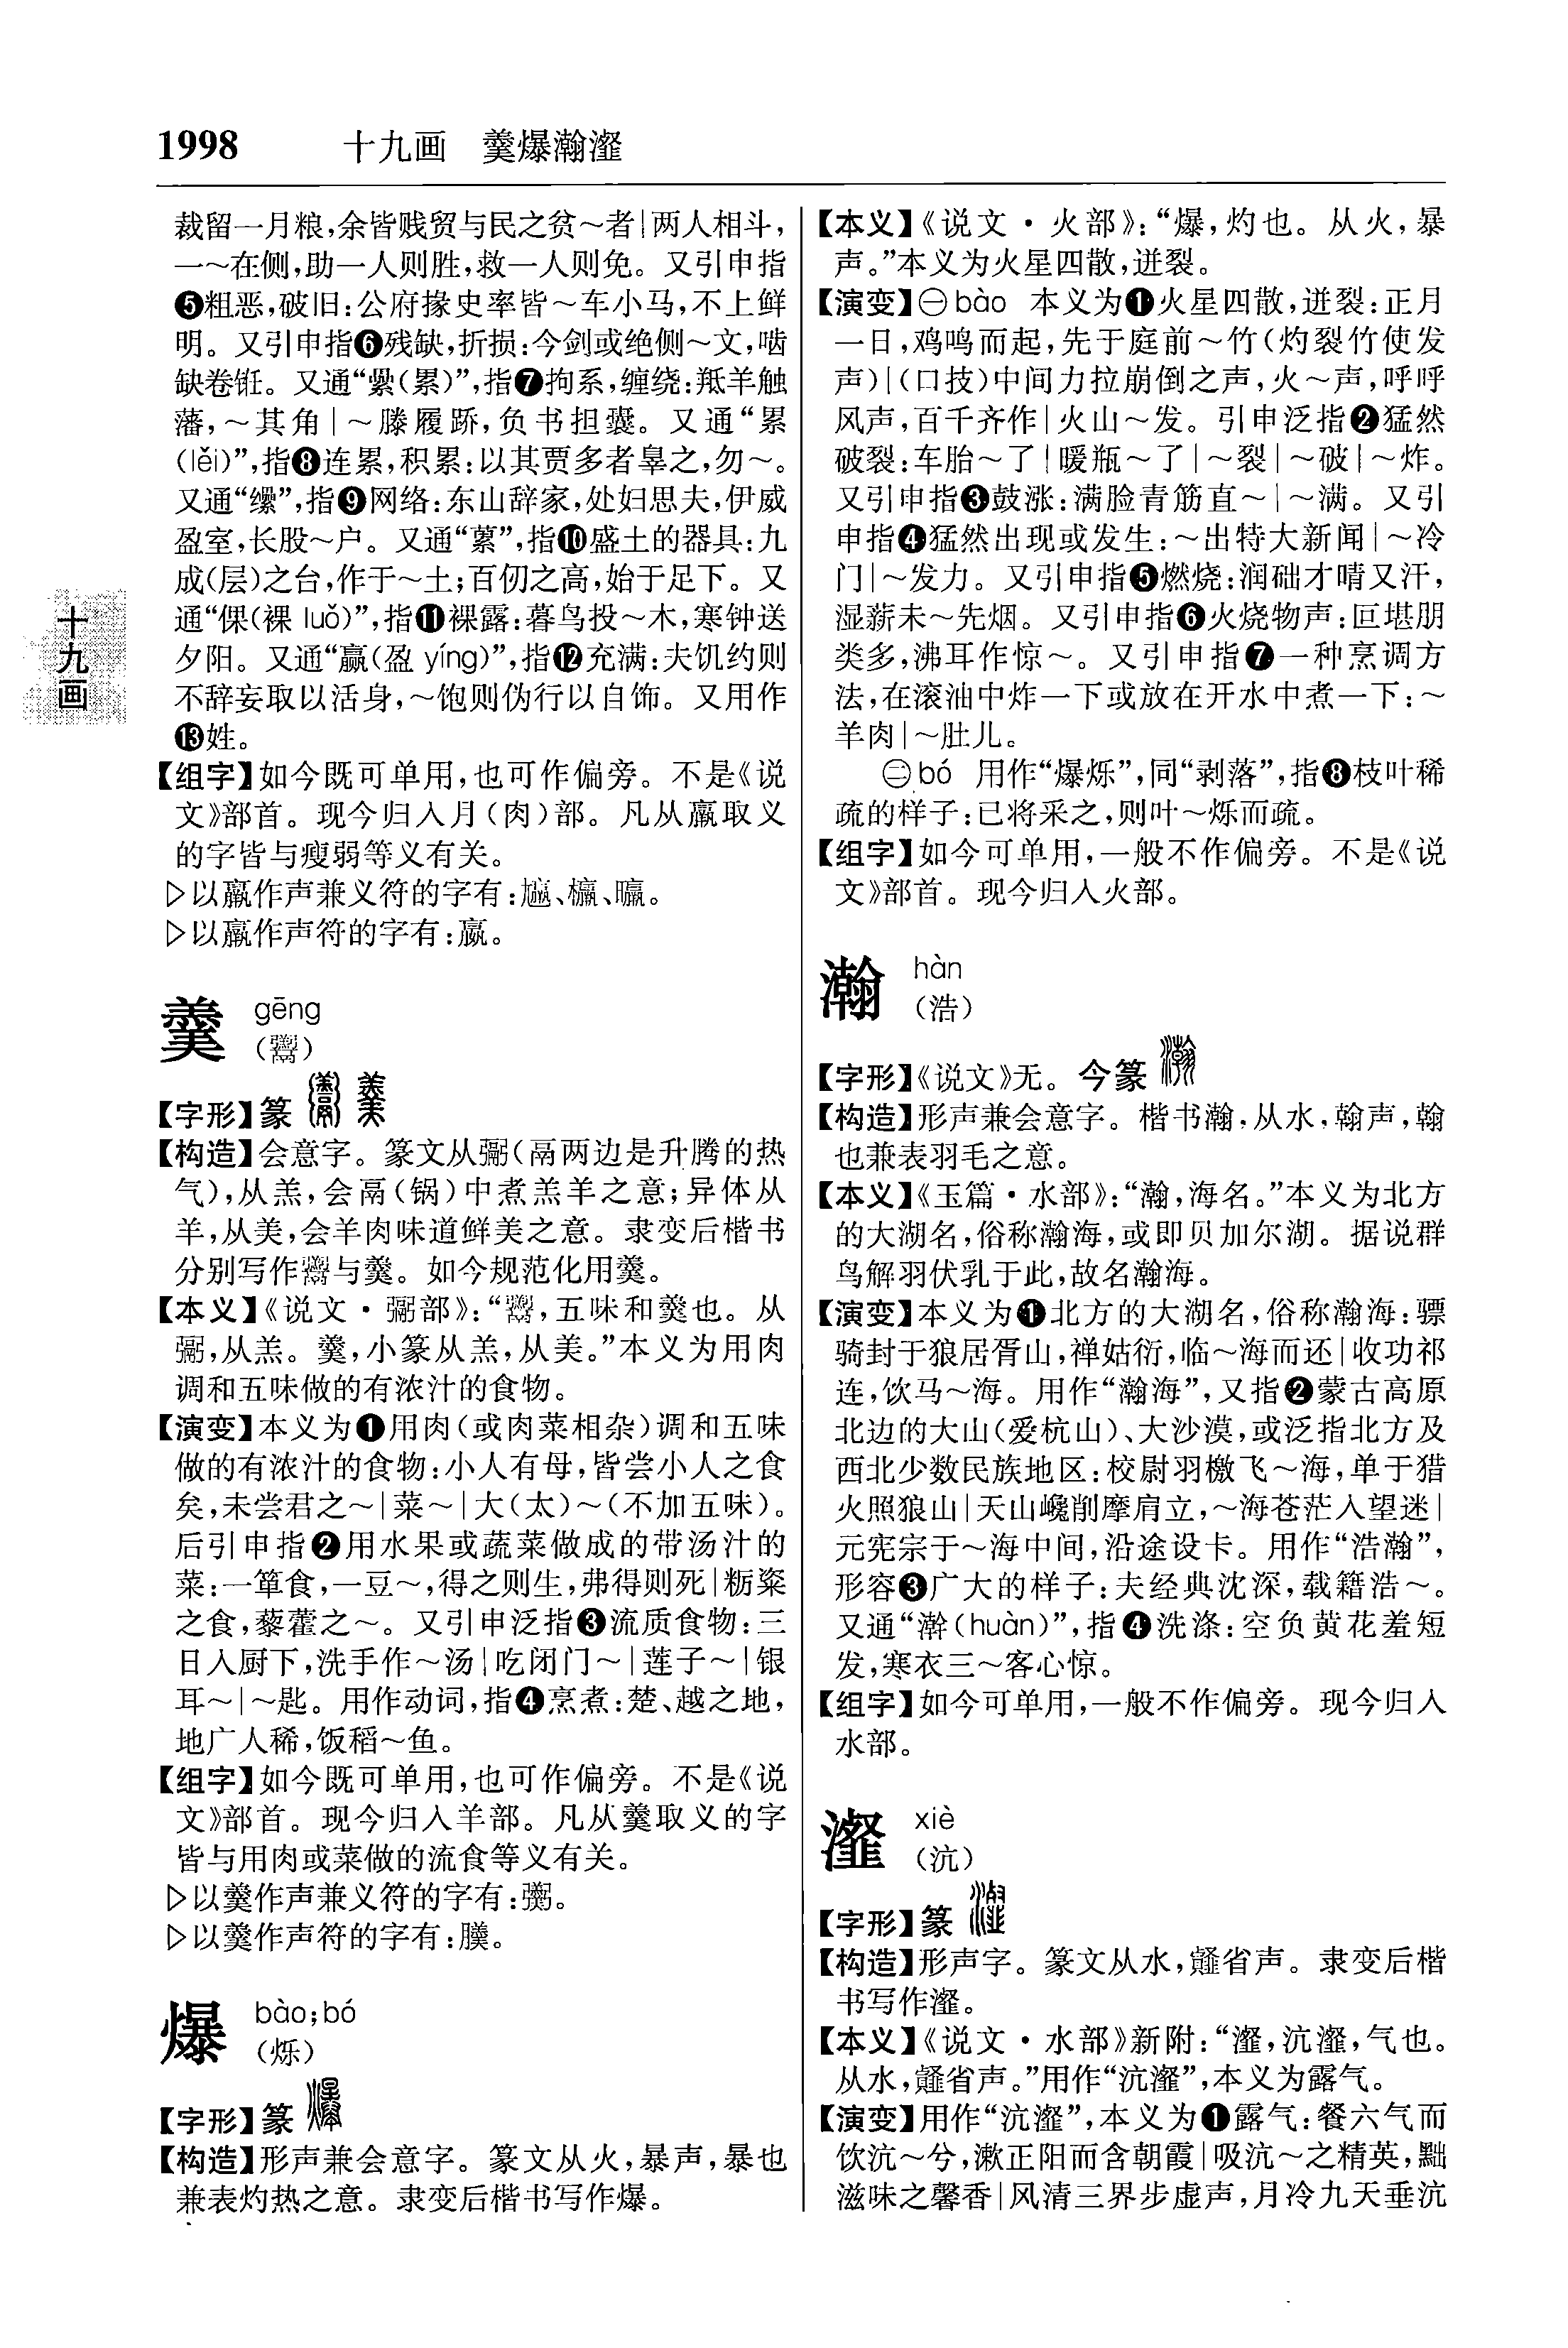 1998 十九画 羹爆瀚瀣
裁留一月粮,余皆贱贸与民之贫～者|两人相斗,
一～在侧,助一人则胜,救一人则免。又引申指
❺粗恶,破旧:公府掾史率皆～车小马,不上鲜
明。又引申指❻残缺,折损:今剑或绝侧～文,啮
缺卷銋。又通“纍(累)”,指❼拘系,缠绕:羝羊触
藩,～其角|～縢履蹻,负书担囊。又通“累
(lěi)”,指❽连累,积累:以其贾多者辠之,勿～。
又通“缧”,指❾网络:东山辞家,处妇思夫,伊威
盈室,长股～户。又通“蔂”,指❿盛土的器具:九
成(层)之台,作于～土;百仞之高,始于足下。又
通“倮(裸 luǒ)”,指⓫裸露:暮鸟投～木,寒钟送
夕阳。又通“赢(盈 yíng)”,指⓬充满:夫饥约则
不辞妄取以活身,～饱则伪行以自饰。又用作
⓭姓。
【组字】如今既可单用,也可作偏旁。不是《说
文》部首。现今归入月(肉)部。凡从羸取义
的字皆与瘦弱等义有关。
▷以羸作声兼义符的字有:、、。
▷以羸作声符的字有:。
十九画
羹 gēng
(鬻)
【字形】篆
【构造】会意字。篆文从䰜(鬲两边是升腾的热
气),从羔,会鬲(锅)中煮羔羊之意;异体从
羊,从美,会羊肉味道鲜美之意。隶变后楷书
分别写作与羹。如今规范化用羹。
【本义】《说文·䰜部》:“,五味和羹也。从
䰜,从羔。羹,小篆从羔,从美。”本义为用肉
调和五味做的有浓汁的食物。
【演变】本义为❶用肉(或肉菜相杂)调和五味
做的有浓汁的食物:小人有母,皆尝小人之食
矣,未尝君之～|菜～|大(太)～(不加五味)。
后引申指❷用水果或蔬菜做成的带汤汁的
菜:一箪食,一豆～,得之则生,弗得则死|粝粢
之食,藜藿之～。又引申泛指❸流质食物:三
日入厨下,洗手作～汤|吃闭门～|莲子～|银
耳～|～匙。用作动词,指❹烹煮:楚、越之地,
地广人稀,饭稻～鱼。
【组字】如今既可单用,也可作偏旁。不是《说
文》部首。现今归入羊部。凡从羹取义的字
皆与用肉或菜做的流食等义有关。
▷以羹作声兼义符的字有:。
▷以羹作声符的字有:。
爆 bào;bó
(烁)
【字形】篆
【构造】形声兼会意字。篆文从火,暴声,暴也
兼表灼热之意。隶变后楷书写作爆。
【本义】《说文·火部》:“爆,灼也。从火,暴
声。”本义为火星四散,迸裂。
【演变】㊀bào 本义为❶火星四散,迸裂:正月
一日,鸡鸣而起,先于庭前～竹(灼裂竹使发
声)|(口技)中间力拉崩倒之声,火～声,呼呼
风声,百千齐作|火山～发。引申泛指❷猛然
破裂:车胎～了|暖瓶～了|～裂|～破|～炸。
又引申指❸鼓涨:满脸青筋直～|～满。又引
申指❹猛然出现或发生:～出特大新闻|～冷
门|～发力。又引申指❺燃烧:润础才晴又汗,
湿薪未～先烟。又引申指❻火烧物声:叵堪朋
类多,沸耳作惊～。又引申指❼一种烹调方
法,在滚油中炸一下或放在开水中煮一下:～
羊肉|～肚儿。
㊁bó 用作“爆烁”,同“剥落”,指❽枝叶稀
疏的样子:已将采之,则叶～烁而疏。
【组字】如今可单用,一般不作偏旁。不是《说
文》部首。现今归入火部。
瀚 hàn
(浩)
【字形】《说文》无。今篆
【构造】形声兼会意字。楷书瀚,从水,翰声,翰
也兼表羽毛之意。
【本义】《玉篇·水部》:“瀚,海名。”本义为北方
的大湖名,俗称瀚海,或即贝加尔湖。据说群
鸟解羽伏乳于此,故名瀚海。
【演变】本义为❶北方的大湖名,俗称瀚海:骠
骑封于狼居胥山,禅姑衍,临～海而还|收功祁
连,饮马～海。用作“瀚海”,又指❷蒙古高原
北边的大山(爱杭山)、大沙漠,或泛指北方及
西北少数民族地区:校尉羽檄飞～海,单于猎
火照狼山|天山巉削摩肩立,～海苍茫入望迷|
元宪宗于～海中间,沿途设卡。用作“浩瀚”,
形容❸广大的样子:夫经典沈深,载籍浩～。
又通“澣(huàn)”,指❹洗涤:空负黄花羞短
发,寒衣三～客心惊。
【组字】如今可单用,一般不作偏旁。现今归入
水部。
瀣 xiè
(沆)
【字形】篆
【构造】形声字。篆文从水,省声。隶变后楷
书写作瀣。
【本义】《说文·水部》新附:“瀣,沆瀣,气也。
从水,省声。”用作“沆瀣”,本义为露气。
【演变】用作“沆瀣”,本义为❶露气:餐六气而
饮沆～兮,漱正阳而含朝霞|吸沆～之精英,黜
滋味之馨香|风清三界步虚声,月冷九天垂沆